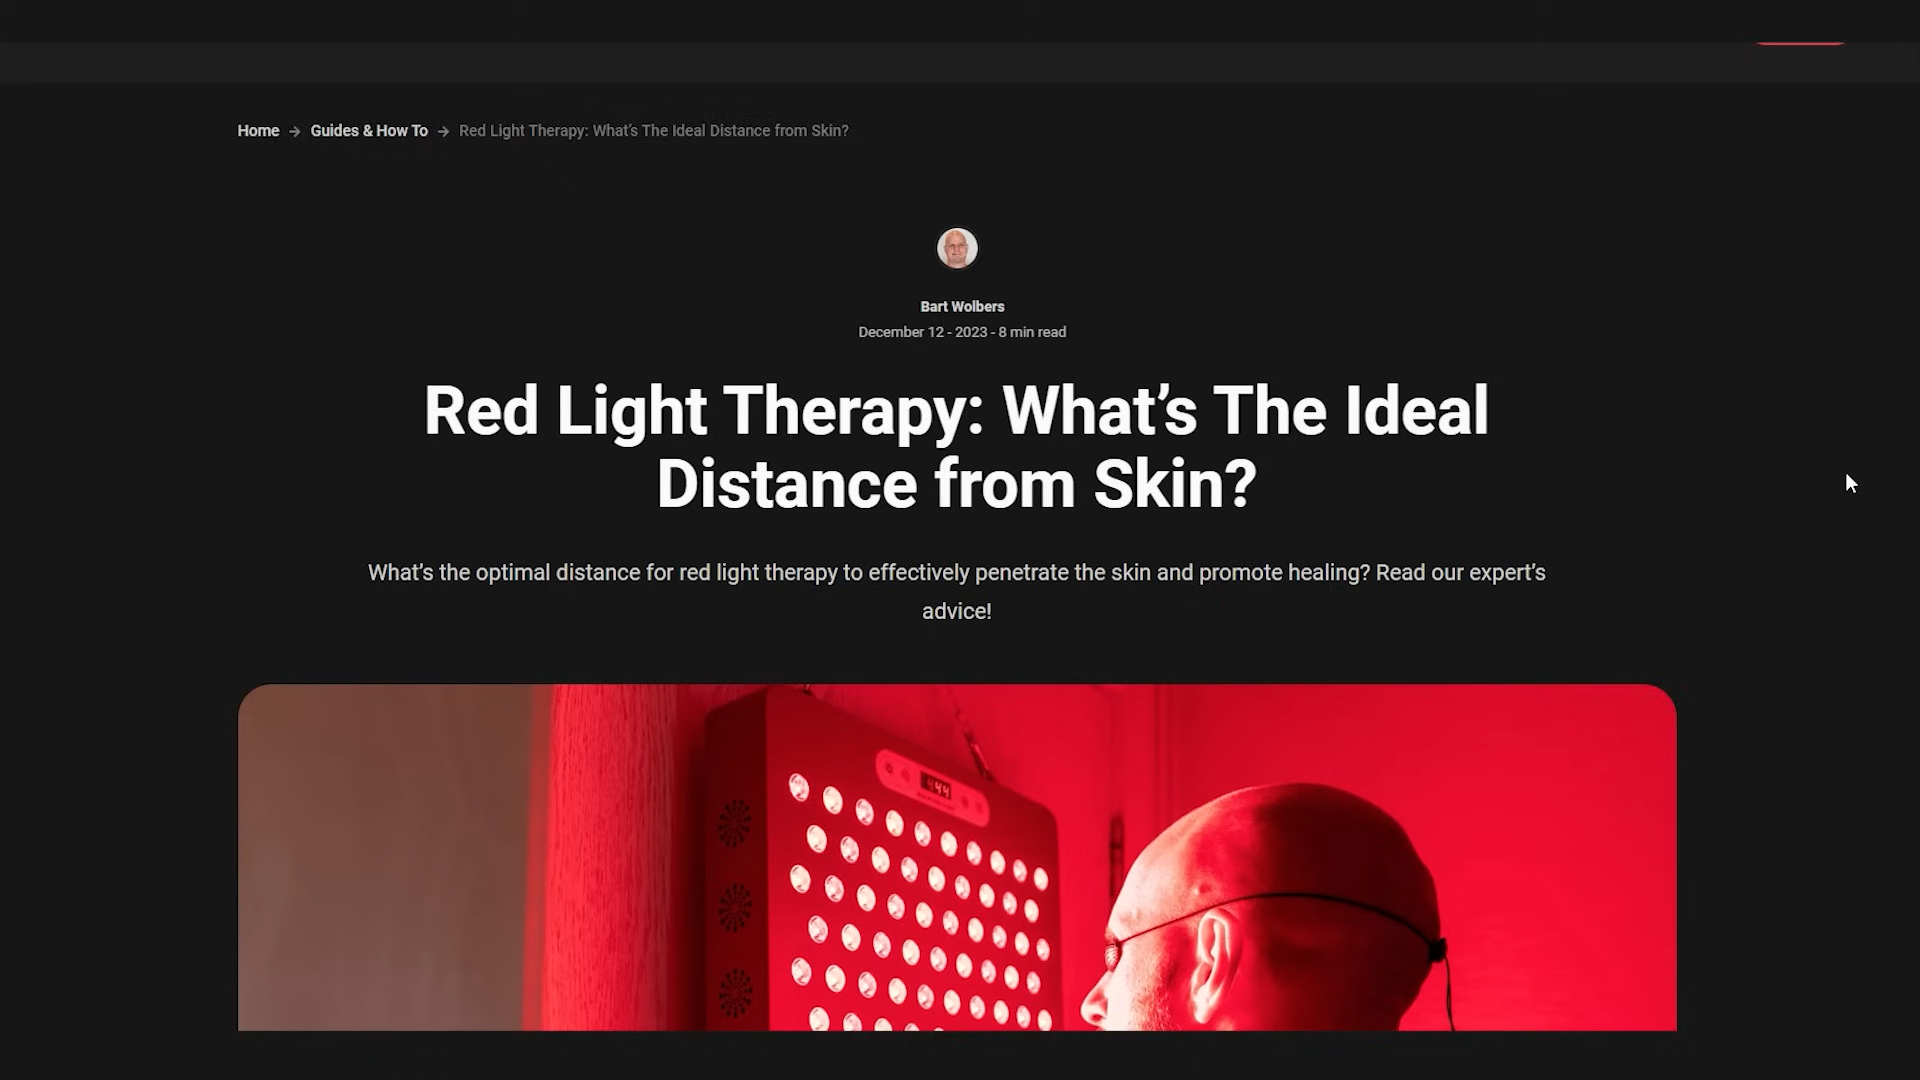 Home → Guides & How To → Red Light Therapy: What’s The Ideal Distance from Skin?
Bart Wolbers
December 12 - 2023 - 8 min read
Red Light Therapy: What’s The Ideal
Distance from Skin?
What’s the optimal distance for red light therapy to effectively penetrate the skin and promote healing? Read our expert’s
advice!